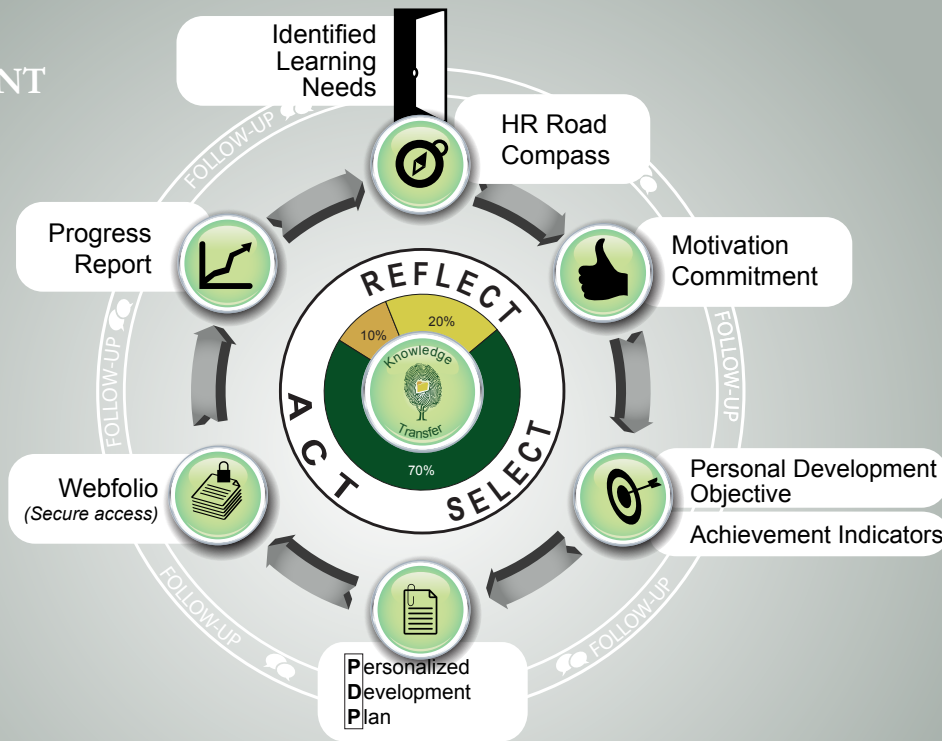 NT
Identified
Learning
Needs
HR Road
Compass
Motivation
Commitment
Personal Development
Objective
Achievement Indicators
Personalized
Development
Plan
Webfolio
(Secure access)
Progress
Report
FOLLOW-UP
FOLLOW-UP
FOLLOW-UP
FOLLOW-UP
FOLLOW-UP
REFLECT
SELECT
ACT
10%
20%
70%
Knowledge
Transfer